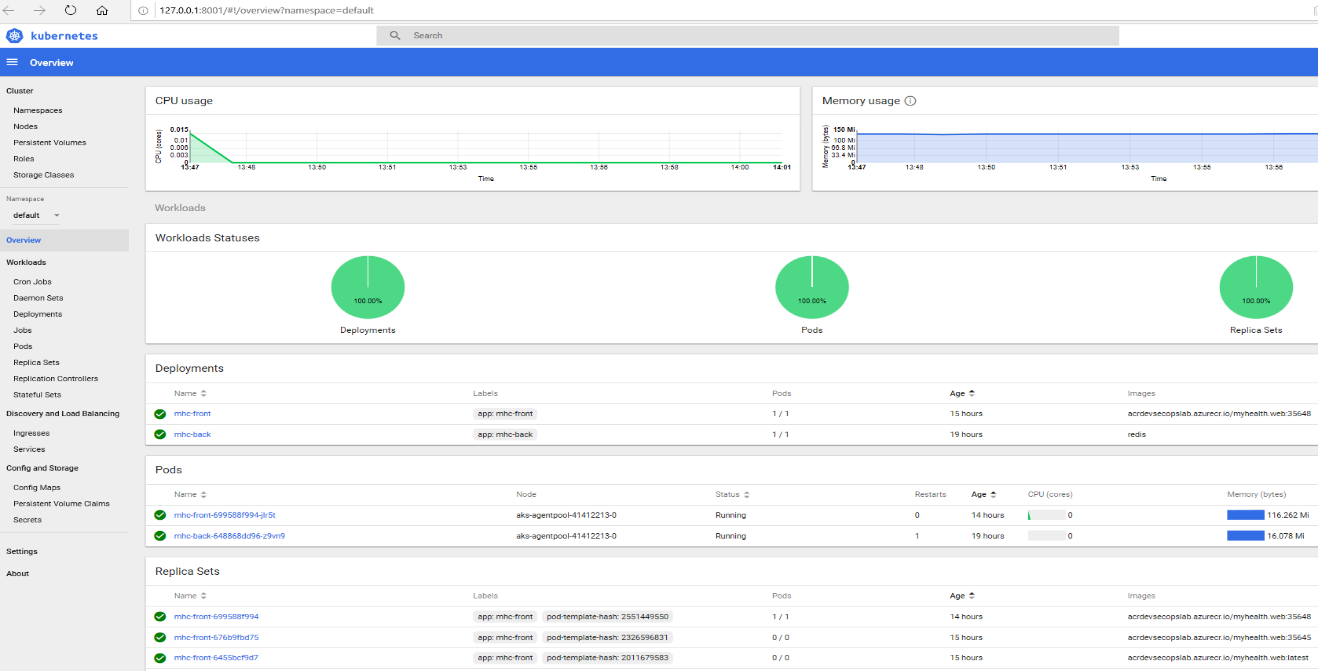 127.0.0.1:8001/#!/overview?namespace=default
kubernetes
Search
Overview
Cluster
Namespaces
Nodes
Persistent Volumes
Roles
Storage Classes
Namespace
default
Overview
Workloads
Cron Jobs
Daemon Sets
Deployments
Jobs
Pods
Replica Sets
Replication Controllers
Stateful Sets
Discovery and Load Balancing
Ingresses
Services
Config and Storage
Config Maps
Persistent Volume Claims
Secrets
Settings
About
CPU usage
CPU (cores)
0.015
0.01
0.006
0.003
0
13:47 13:48 13:50 13:51 13:53 13:55 13:56 13:58 14:00 14:01
Time
Memory usage
Memory (bytes)
150 Mi
100 Mi
66.8 Mi
33.4 Mi
0
13:47 13:48 13:50 13:51 13:53 13:55 13:56
Time
Workloads
Workloads Statuses
100.00% 100.00% 100.00%
Deployments Pods Replica Sets
Deployments
Name Labels Pods Age Images
mhc-front app: mhc-front 1 / 1 15 hours acrdevsecopslab.azurecr.io/myhealth.web:35648
mhc-back app: mhc-back 1 / 1 19 hours redis
Pods
Name Node Status Restarts Age CPU (cores) Memory (bytes)
mhc-front-699588f994-jlr5t aks-agentpool-41412213-0 Running 0 14 hours 0 116.262 Mi
mhc-back-648868dd96-z9vn9 aks-agentpool-41412213-0 Running 1 19 hours 0 16.078 Mi
Replica Sets
Name Labels Pods Age Images
mhc-front-699588f994 app: mhc-front pod-template-hash: 2551449550 1 / 1 14 hours acrdevsecopslab.azurecr.io/myhealth.web:35648
mhc-front-676b9fbd75 app: mhc-front pod-template-hash: 2326596831 0 / 0 15 hours acrdevsecopslab.azurecr.io/myhealth.web:35645
mhc-front-6455bcf9d7 app: mhc-front pod-template-hash: 2011679583 0 / 0 15 hours acrdevsecopslab.azurecr.io/myhealth.web:latest